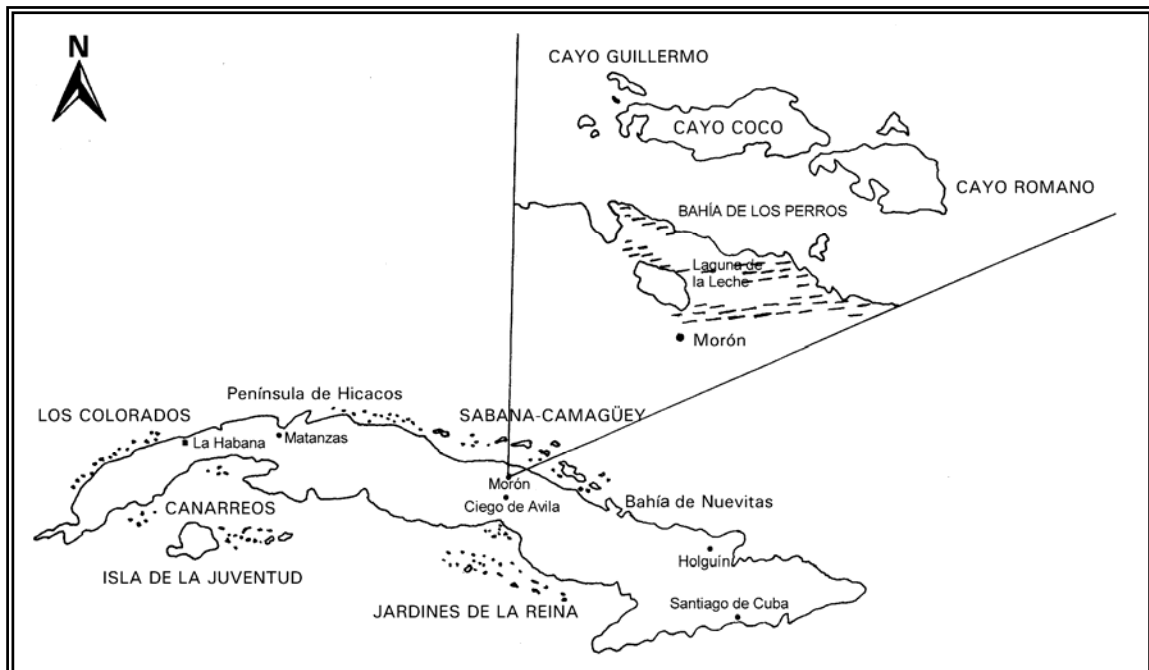 N
CAYO GUILLERMO
CAYO COCO
CAYO ROMANO
BAHÍA DE LOS PERROS
Laguna de
la Leche
Morón
Península de Hicacos
LOS COLORADOS
SABANA-CAMAGÜEY
La Habana
Matanzas
Morón
Ciego de Avila
Bahía de Nuevitas
CANARREOS
Holguín
ISLA DE LA JUVENTUD
JARDINES DE LA REINA
Santiago de Cuba